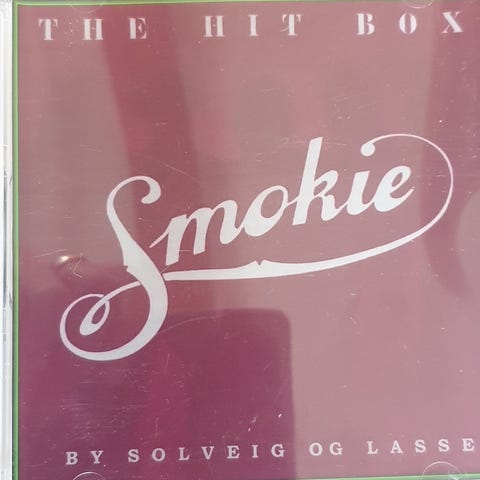 THE HIT BOX
Smokie
BY SOLVEIG OG LASSE